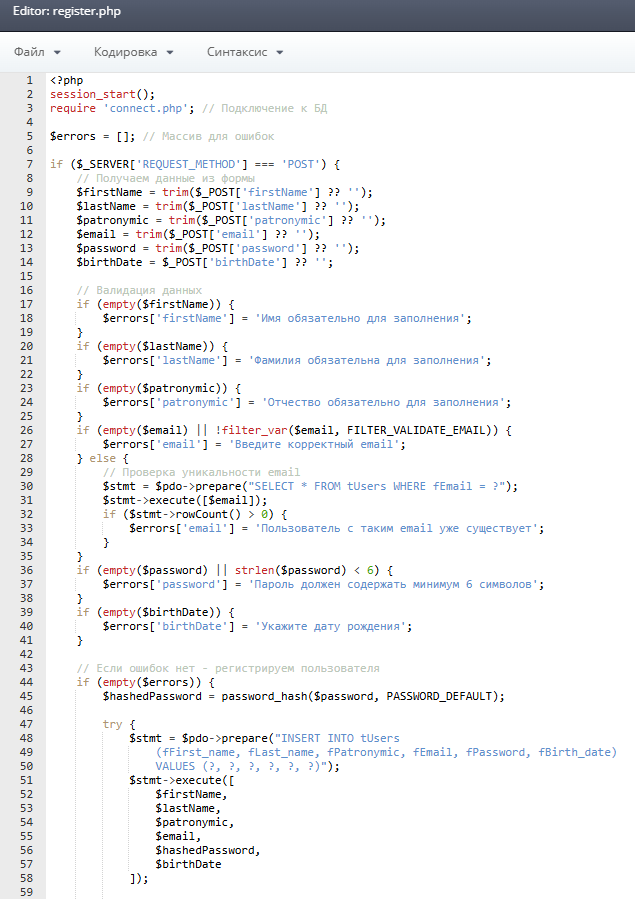 Editor: register.php
Файл Кодировка Синтаксис
1 <?php
2 session_start();
3 require 'connect.php'; // Подключение к БД
4
5 $errors = []; // Массив для ошибок
6
7 if ($_SERVER['REQUEST_METHOD'] === 'POST') {
8     // Получаем данные из формы
9     $firstName = trim($_POST['firstName'] ?? '');
10     $lastName = trim($_POST['lastName'] ?? '');
11     $patronymic = trim($_POST['patronymic'] ?? '');
12     $email = trim($_POST['email'] ?? '');
13     $password = trim($_POST['password'] ?? '');
14     $birthDate = $_POST['birthDate'] ?? '';
15
16     // Валидация данных
17     if (empty($firstName)) {
18         $errors['firstName'] = 'Имя обязательно для заполнения';
19     }
20     if (empty($lastName)) {
21         $errors['lastName'] = 'Фамилия обязательна для заполнения';
22     }
23     if (empty($patronymic)) {
24         $errors['patronymic'] = 'Отчество обязательно для заполнения';
25     }
26     if (empty($email) || !filter_var($email, FILTER_VALIDATE_EMAIL)) {
27         $errors['email'] = 'Введите корректный email';
28     } else {
29         // Проверка уникальности email
30         $stmt = $pdo->prepare("SELECT * FROM tUsers WHERE fEmail = ?");
31         $stmt->execute([$email]);
32         if ($stmt->rowCount() > 0) {
33             $errors['email'] = 'Пользователь с таким email уже существует';
34         }
35     }
36     if (empty($password) || strlen($password) < 6) {
37         $errors['password'] = 'Пароль должен содержать минимум 6 символов';
38     }
39     if (empty($birthDate)) {
40         $errors['birthDate'] = 'Укажите дату рождения';
41     }
42
43     // Если ошибок нет - регистрируем пользователя
44     if (empty($errors)) {
45         $hashedPassword = password_hash($password, PASSWORD_DEFAULT);
46
47         try {
48             $stmt = $pdo->prepare("INSERT INTO tUsers
49                 (fFirst_name, fLast_name, fPatronymic, fEmail, fPassword, fBirth_date)
50                 VALUES (?, ?, ?, ?, ?, ?)");
51             $stmt->execute([
52                 $firstName,
53                 $lastName,
54                 $patronymic,
55                 $email,
56                 $hashedPassword,
57                 $birthDate
58             ]);
59